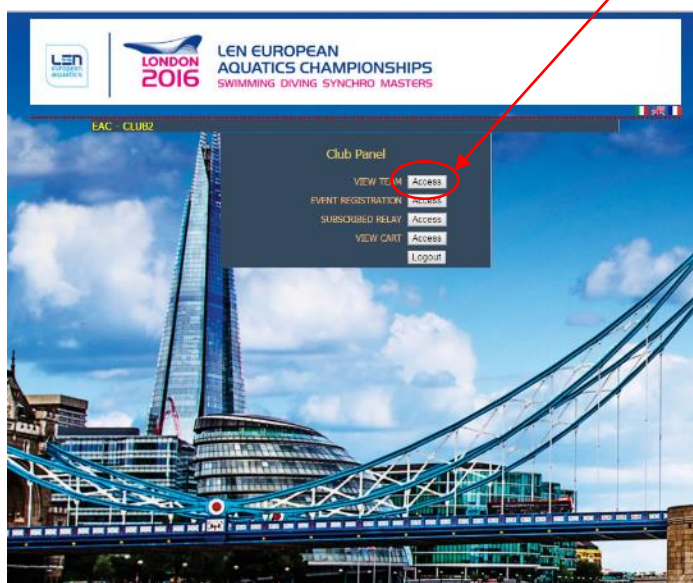 LEN
european
aquatics
LONDON
2016
LEN EUROPEAN
AQUATICS CHAMPIONSHIPS
SWIMMING DIVING SYNCHRO MASTERS
EAC - CLUB2
Club Panel
VIEW TEAM Access
EVENT REGISTRATION Access
SUBSCRIBED RELAY Access
VIEW CART Access
Logout